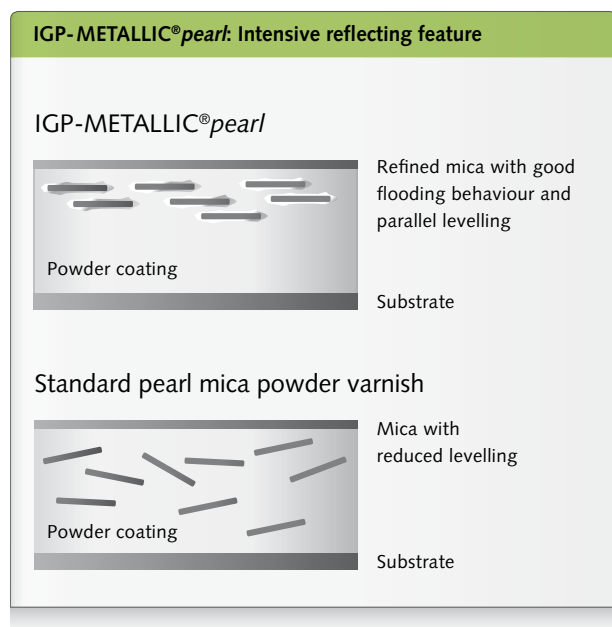 IGP-METALLIC®pearl: Intensive reflecting feature
IGP-METALLIC®pearl
Refined mica with good
flooding behaviour and
parallel levelling
Powder coating
Substrate
Standard pearl mica powder varnish
Mica with
reduced levelling
Powder coating
Substrate